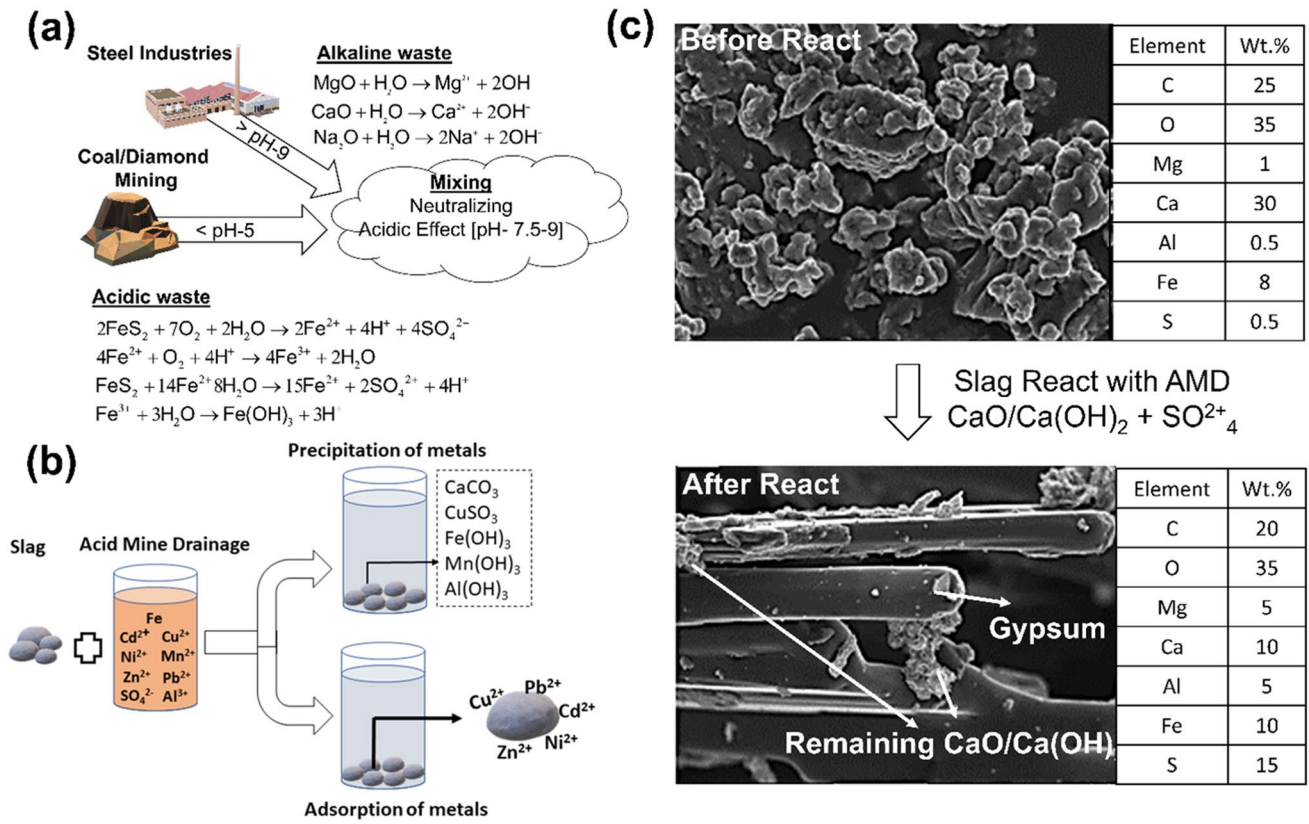 (a)
Steel Industries
> pH-9
Coal/Diamond
Mining
< pH-5
Alkaline waste
MgO + H₂O → Mg²⁺ + 2OH
CaO + H₂O → Ca²⁺ + 2OH⁻
Na₂O + H₂O → 2Na⁺ + 2OH⁻
Mixing
Neutralizing
Acidic Effect [pH- 7.5-9]
Acidic waste
2FeS₂ + 7O₂ + 2H₂O → 2Fe²⁺ + 4H⁺ + 4SO₄²⁻
4Fe²⁺ + O₂ + 4H⁺ → 4Fe³⁺ + 2H₂O
FeS₂ + 14Fe²⁺ 8H₂O → 15Fe²⁺ + 2SO₄²⁺ + 4H⁺
Fe³⁺ + 3H₂O → Fe(OH)₃ + 3H⁺
(b)
Slag
Acid Mine Drainage
Fe
Cd²⁺ Cu²⁺
Ni²⁺ Mn²⁺
Zn²⁺ Pb²⁺
SO₄²⁻ Al³⁺
Precipitation of metals
CaCO₃
CuSO₃
Fe(OH)₃
Mn(OH)₃
Al(OH)₃
Cu²⁺
Pb²⁺
Cd²⁺
Zn²⁺
Ni²⁺
Adsorption of metals
(c)
Before React
Element Wt.%
C 25
O 35
Mg 1
Ca 30
Al 0.5
Fe 8
S 0.5
Slag React with AMD
CaO/Ca(OH)₂ + SO²⁺₄
After React
Gypsum
Remaining CaO/Ca(OH)
Element Wt.%
C 20
O 35
Mg 5
Ca 10
Al 5
Fe 10
S 15